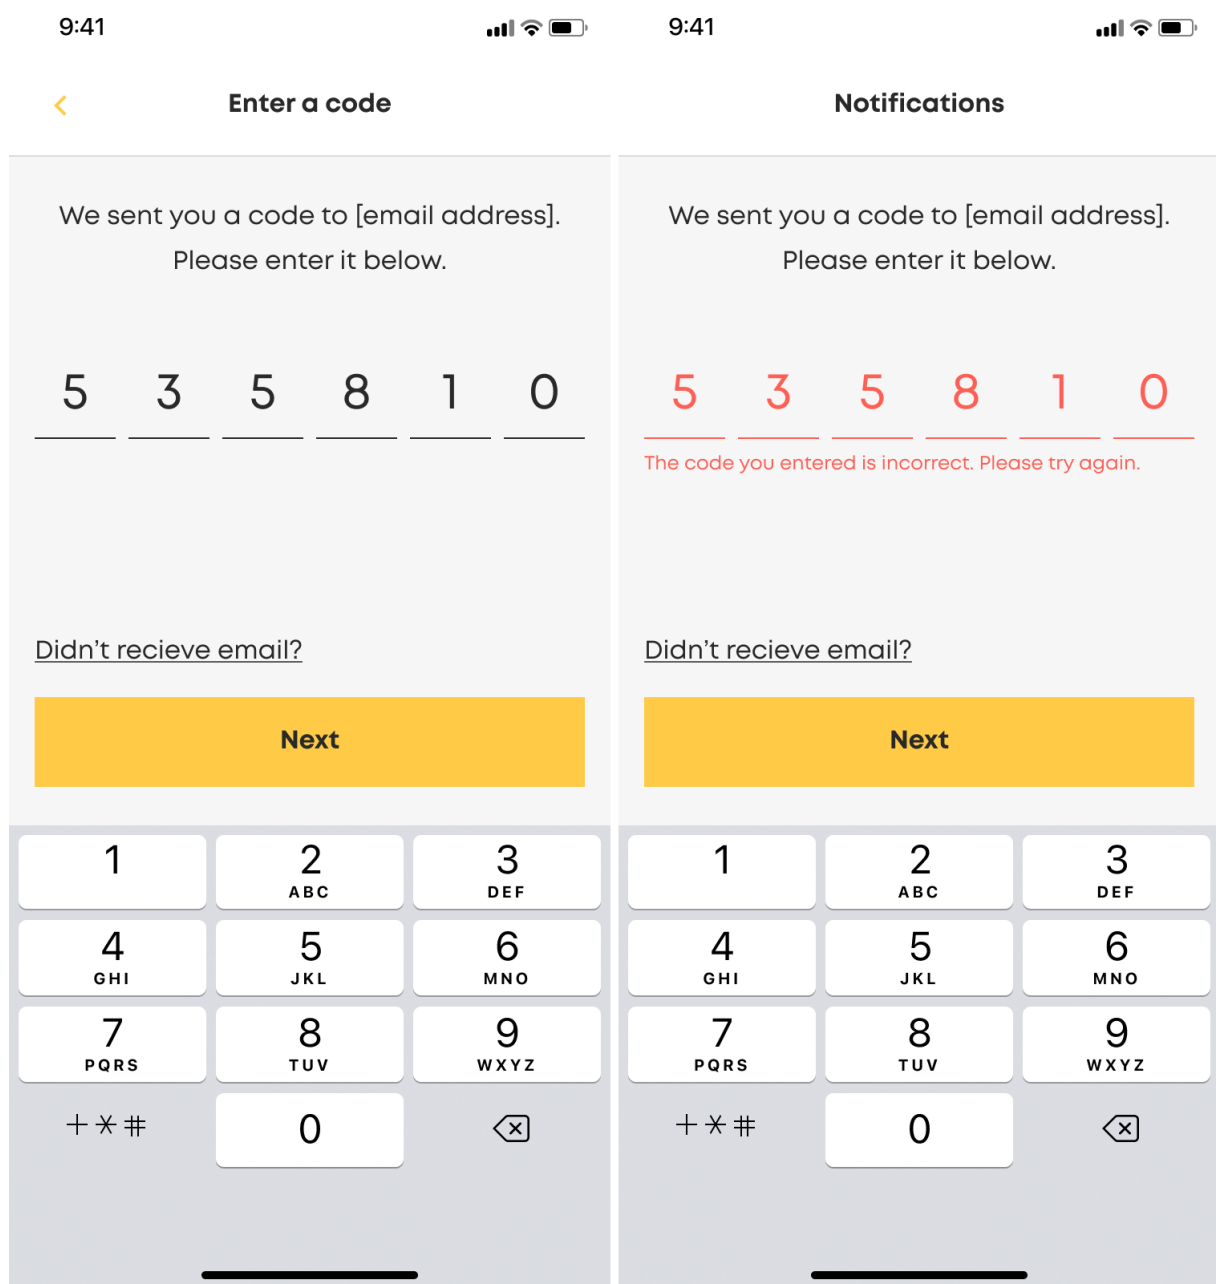 9:41
Enter a code
We sent you a code to [email address].
Please enter it below.
5 3 5 8 1 0
Didn't recieve email?
Next
1 2 3
ABC DEF
4 5 6
GHI JKL MNO
7 8 9
PQRS TUV WXYZ
+*# 0
9:41
Notifications
We sent you a code to [email address].
Please enter it below.
5 3 5 8 1 0
The code you entered is incorrect. Please try again.
Didn't recieve email?
Next
1 2 3
ABC DEF
4 5 6
GHI JKL MNO
7 8 9
PQRS TUV WXYZ
+*# 0